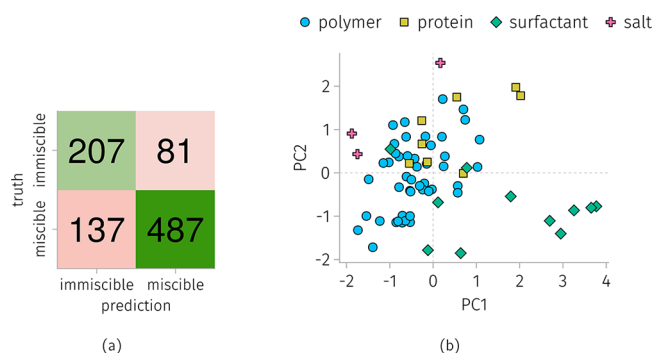 polymer protein surfactant salt
truth
immiscible
miscible
207 81
137 487
immiscible miscible
prediction
(a)
PC2
2
1
0
-1
-2
-2 -1 0 1 2 3 4
PC1
(b)